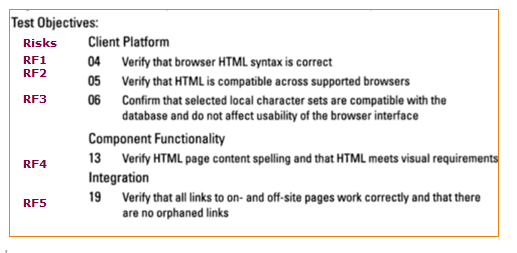 Test Objectives:
Risks Client Platform
RF1 04 Verify that browser HTML syntax is correct
RF2 05 Verify that HTML is compatible across supported browsers
RF3 06 Confirm that selected local character sets are compatible with the
database and do not affect usability of the browser interface
Component Functionality
RF4 13 Verify HTML page content spelling and that HTML meets visual requirements
Integration
RF5 19 Verify that all links to on- and off-site pages work correctly and that there
are no orphaned links